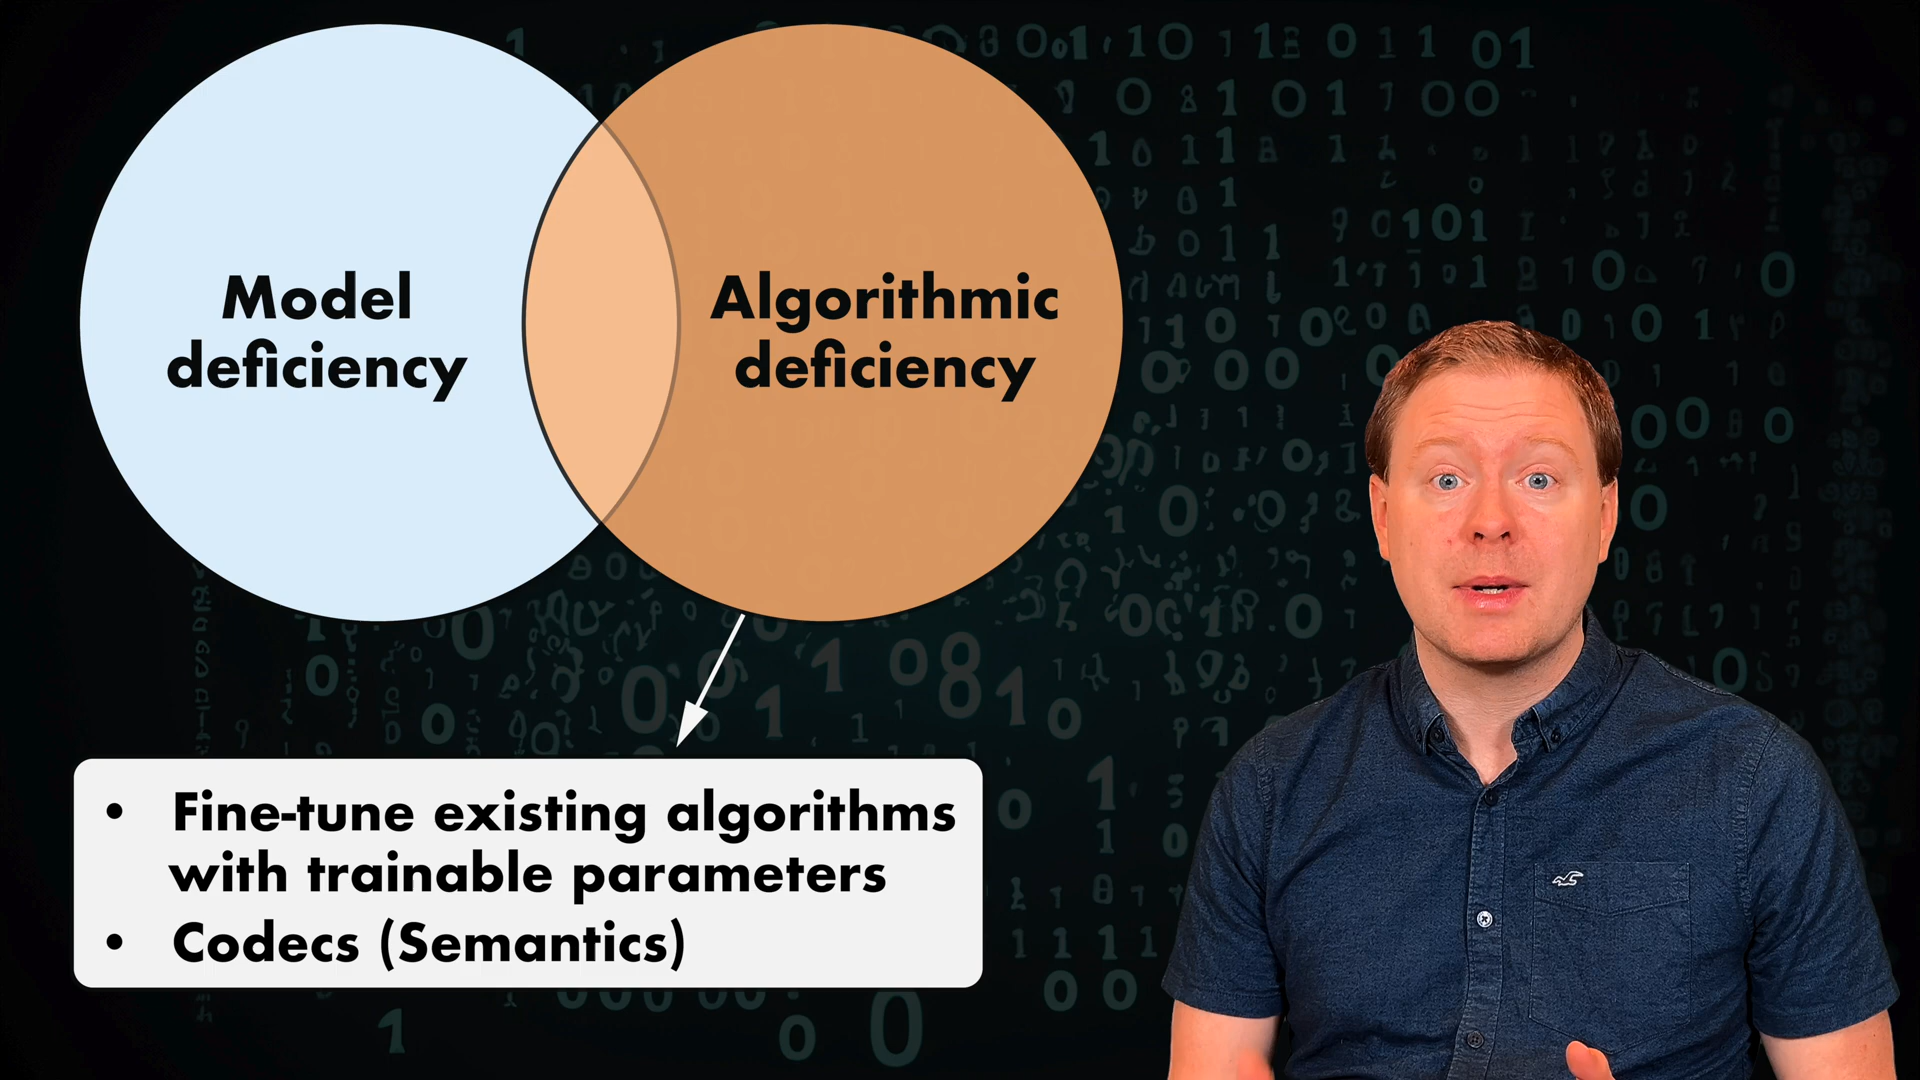 Model
deficiency
Algorithmic
deficiency
• Fine-tune existing algorithms
with trainable parameters
• Codecs (Semantics)